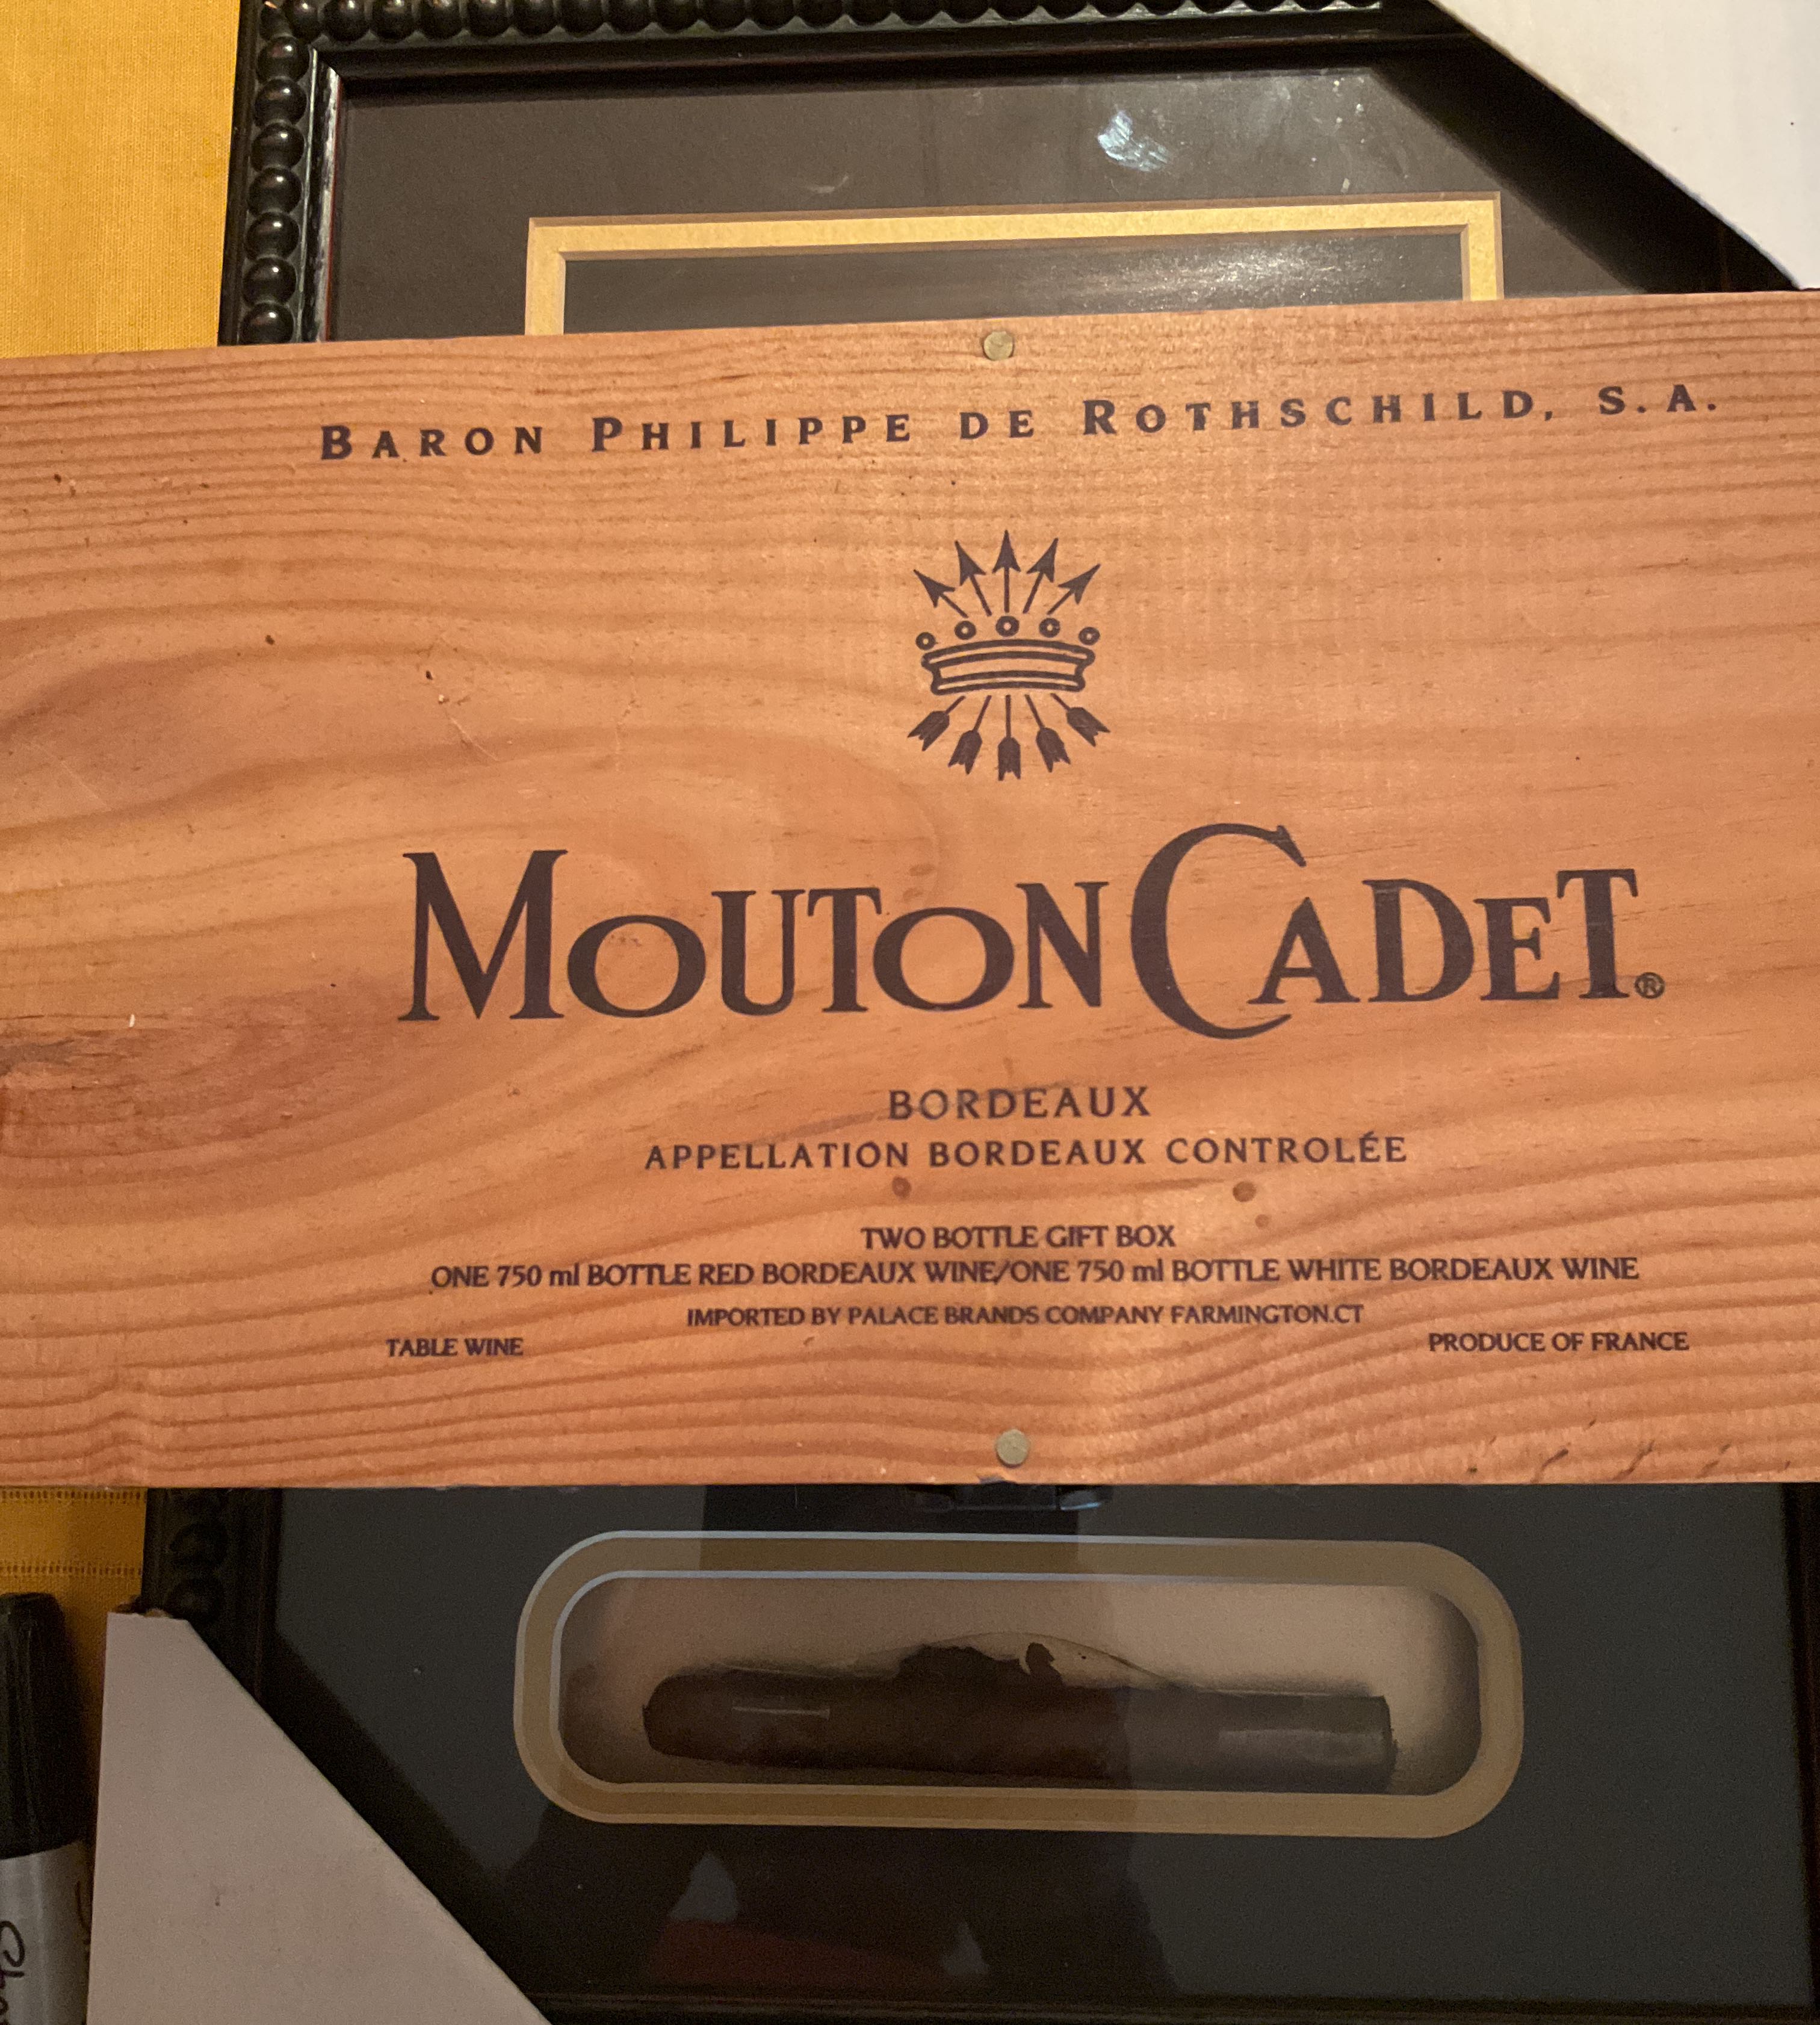 BARON PHILIPPE DE ROTHSCHILD, S.A.
MOUTON CADET®
BORDEAUX
APPELLATION BORDEAUX CONTROLÉE
TWO BOTTLE GIFT BOX
ONE 750 ml BOTTLE RED BORDEAUX WINE/ONE 750 ml BOTTLE WHITE BORDEAUX WINE
IMPORTED BY PALACE BRANDS COMPANY FARMINGTON.CT
TABLE WINE
PRODUCE OF FRANCE